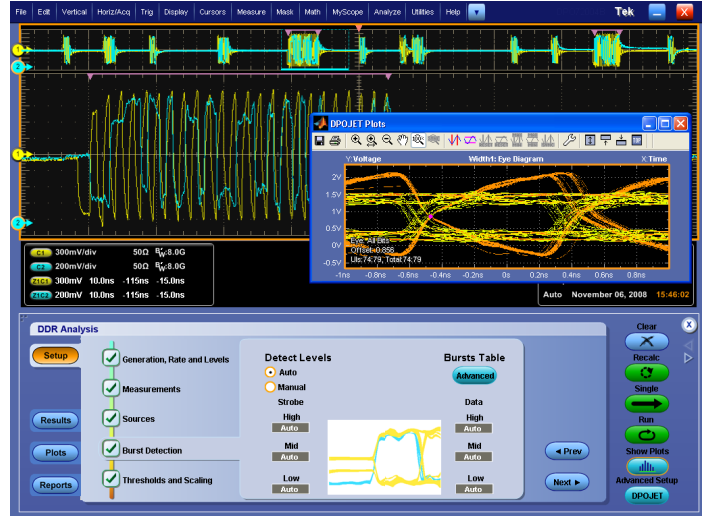 File Edit Vertical Horiz/Acq Trig Display Cursors Measure Mask Math MyScope Analyze Utilities Help Tek X
1
2
DPOJET Plots
Y:Voltage Width1: Eye Diagram X:Time
2V
1.5V
1V
0.5V
0V
-0.5V
Eye: All Bits
Offset: 0.856
UIs:7479, Total:7479
-1ns -0.8ns -0.6ns -0.4ns -0.2ns 0s 0.2ns 0.4ns 0.6ns 0.8ns
1
2
C1 300mV/div 50Ω BW:8.0G
C2 200mV/div 50Ω BW:8.0G
Z1C1 300mV 10.0ns -115ns -15.0ns
Z1C2 200mV 10.0ns -115ns -15.0ns
Auto November 06, 2008 15:46:02
DDR Analysis
Setup
Results
Plots
Reports
Generation, Rate and Levels
Measurements
Sources
Burst Detection
Thresholds and Scaling
Detect Levels
Auto
Manual
Strobe
High
Auto
Mid
Auto
Low
Auto
Bursts Table
Advanced
Data
High
Auto
Mid
Auto
Low
Auto
Prev
Next
Clear
X
Recalc
Single
Run
Show Plots
Advanced Setup
DPOJET